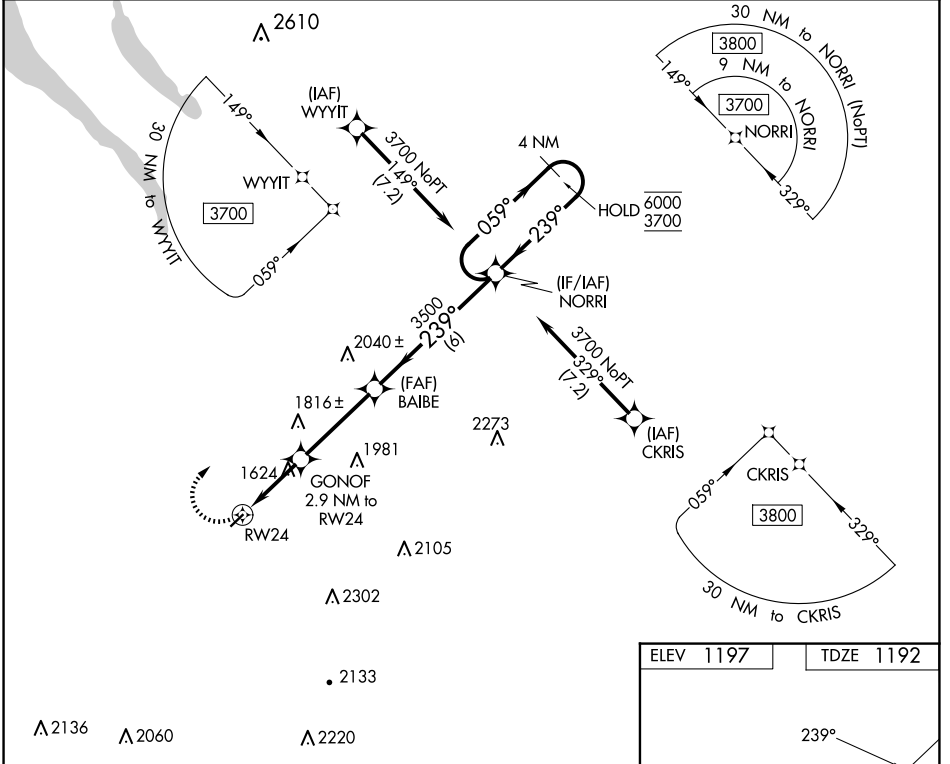 2610
(IAF)
WYYIT
3700 NoPT
149°
(7.2)
149°
30 NM to WYYIT
WYYIT
3700
059°
4 NM
059°
239°
HOLD
6000
3700
(IF/IAF)
NORRI
30 NM to NORRI (NoPT)
3800
9 NM to NORRI
3700
149°
NORRI
329°
3500
239°
(6)
2040 ±
(FAF)
BAIBE
3700 NoPT
329°
(7.2)
(IAF)
CKRIS
1816 ±
2273
1981
1624
GONOF
2.9 NM to
RW24
RW24
2105
2302
2133
2136
2060
2220
CKRIS
059°
3800
329°
30 NM to CKRIS
ELEV 1197
TDZE 1192
239°